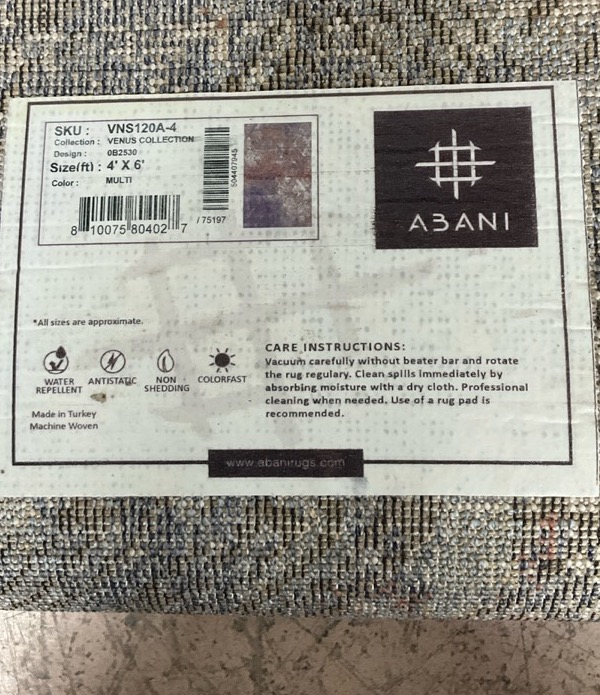 SKU : VNS120A-4
Collection : VENUS COLLECTION
Design : 0B2530
Size(ft) : 4' X 6'
Color : MULTI
8 10075 80402 7
/ 75197
504407945
ABANI
*All sizes are approximate.
WATER REPELLENT
ANTISTATIC
NON SHEDDING
COLORFAST
Made in Turkey
Machine Woven
CARE INSTRUCTIONS:
Vacuum carefully without beater bar and rotate
the rug regulary. Clean spills immediately by
absorbing moisture with a dry cloth. Professional
cleaning when needed. Use of a rug pad is
recommended.
www.abanirugs.com